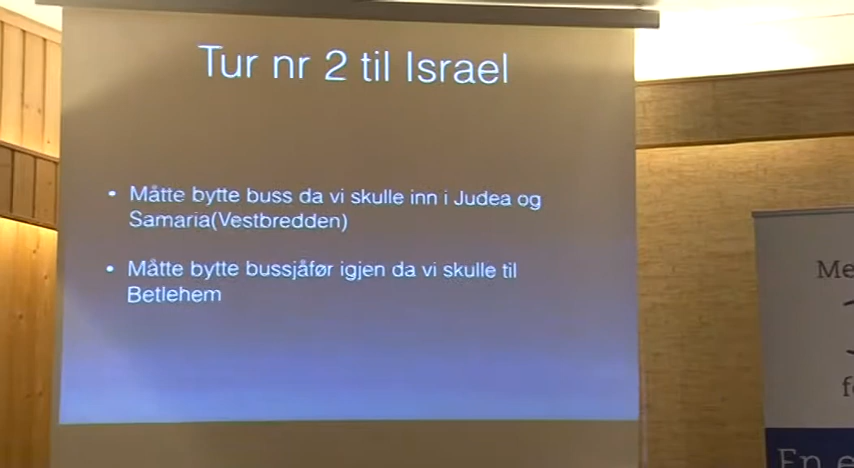 Tur nr 2 til Israel
• Måtte bytte buss da vi skulle inn i Judea og
Samaria(Vestbredden)
• Måtte bytte bussjåfør igjen da vi skulle til
Betlehem
En